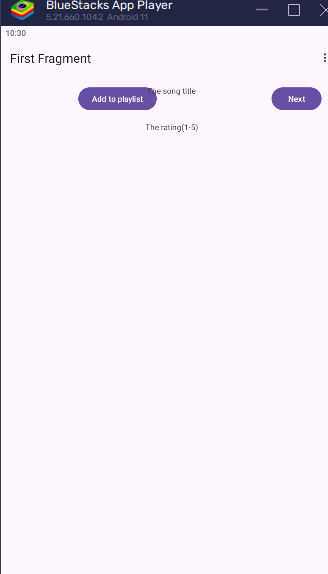 BlueStacks App Player
5.21.660.1042 Android 11
10:30
First Fragment
The song title
Add to playlist
Next
The rating(1-5)